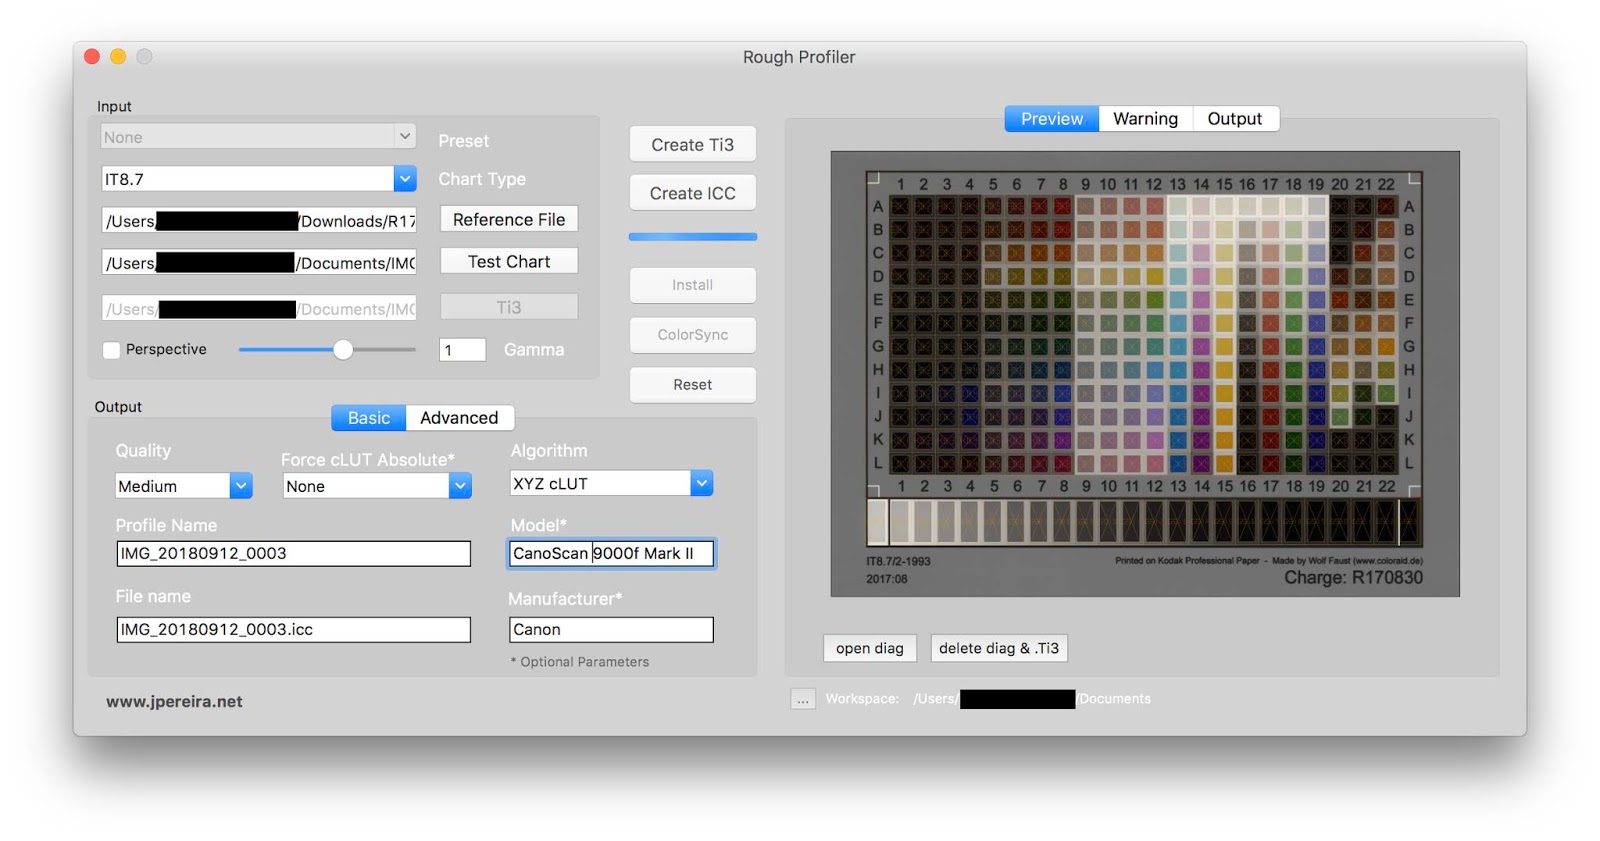 Rough Profiler
Input
None
Preset
IT8.7
Chart Type
/Users, /Downloads/R17
Reference File
/Users, /Documents/IMG
Test Chart
/Users/ /Documents/IMG
Ti3
Perspective
1
Gamma
Create Ti3
Create ICC
Install
ColorSync
Reset
Output
Basic Advanced
Quality
Force cLUT Absolute*
Algorithm
Medium
None
XYZ cLUT
Profile Name
Model*
IMG_20180912_0003
CanoScan 9000f Mark II
File name
Manufacturer*
IMG_20180912_0003.icc
Canon
* Optional Parameters
www.jpereira.net
Preview Warning Output
1 2 3 4 5 6 7 8 9 10 11 12 13 14 15 16 17 18 19 20 21 22
A A
B B
C C
D D
E E
F F
G G
H H
I I
J J
K K
L L
1 2 3 4 5 6 7 8 9 10 11 12 13 14 15 16 17 18 19 20 21 22
IT8.7/2-1993
Printed on Kodak Professional Paper - Made by Wolf Faust (www.coloraid.de)
2017:08
Charge: R170830
open diag
delete diag & .Ti3
...
Workspace: /Users/ /Documents